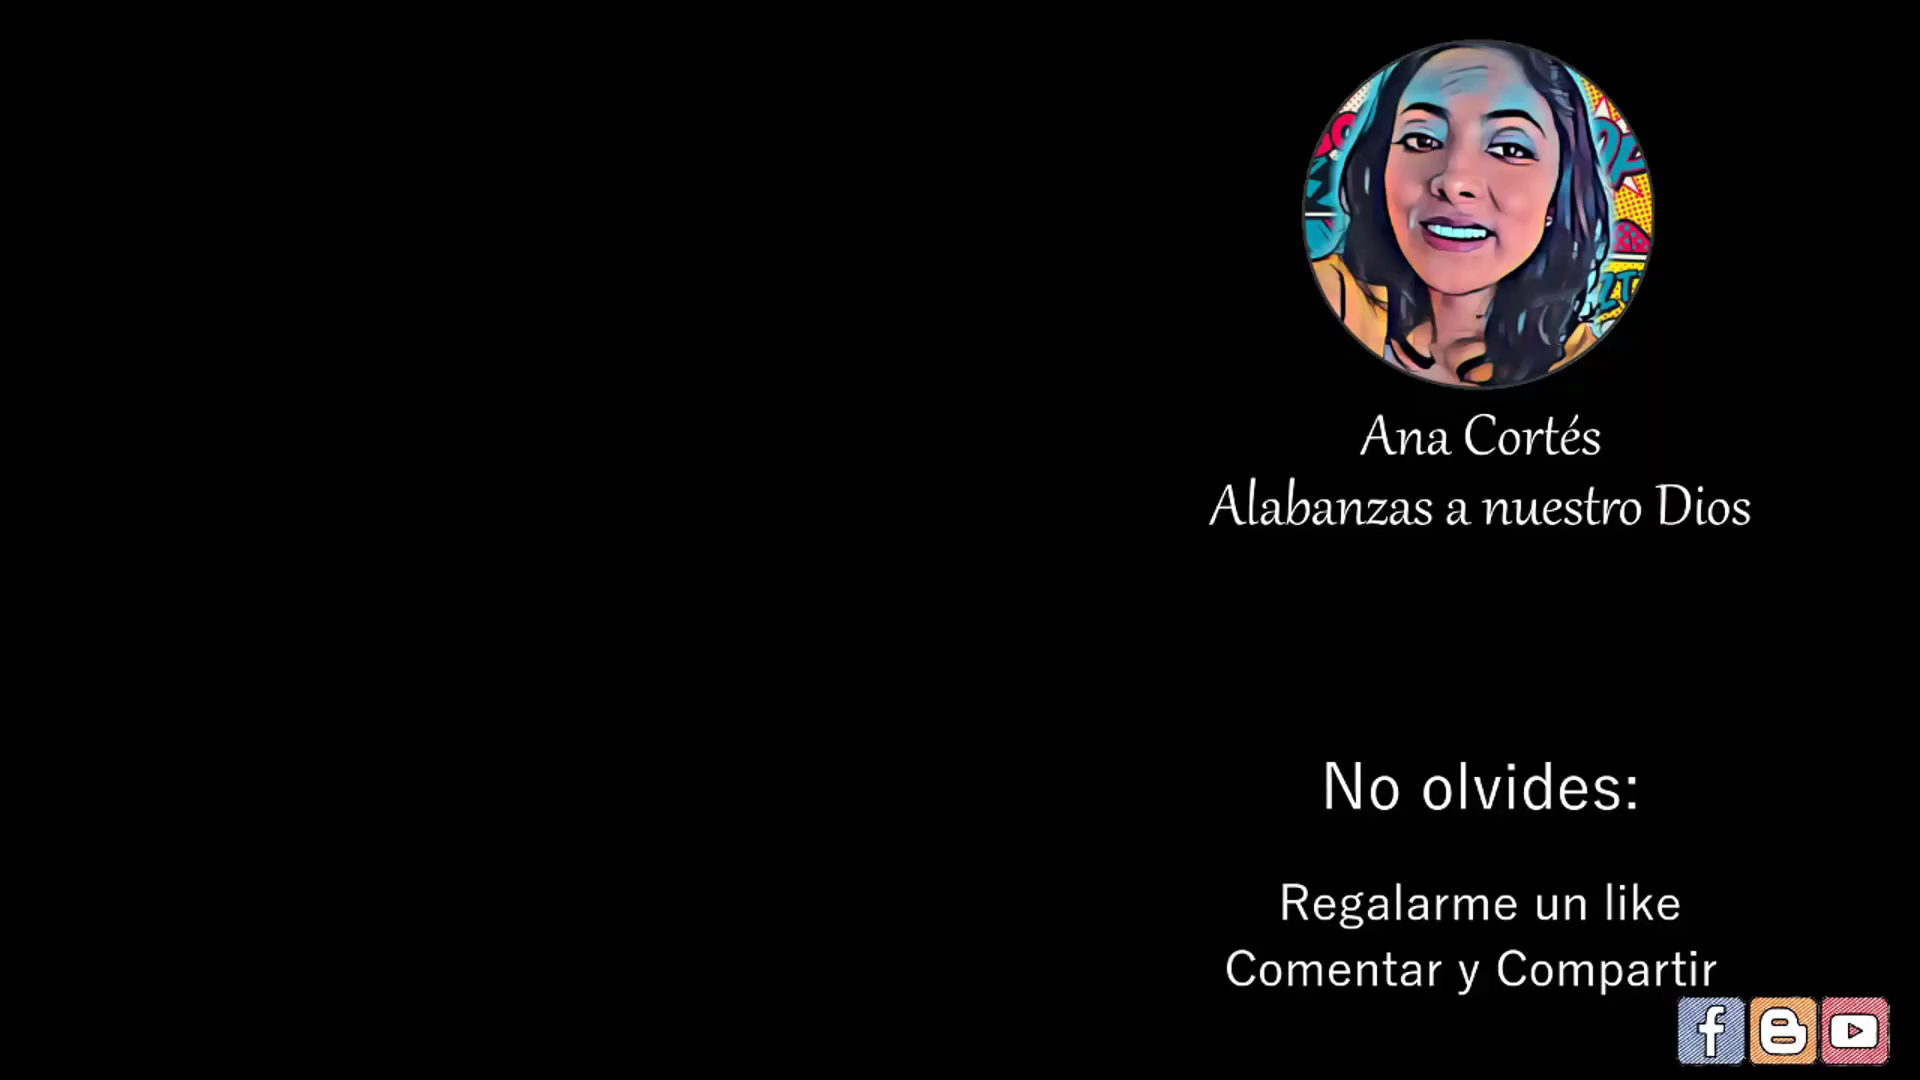 Ana Cortés
Alabanzas a nuestro Dios
No olvides:
Regalarme un like
Comentar y Compartir